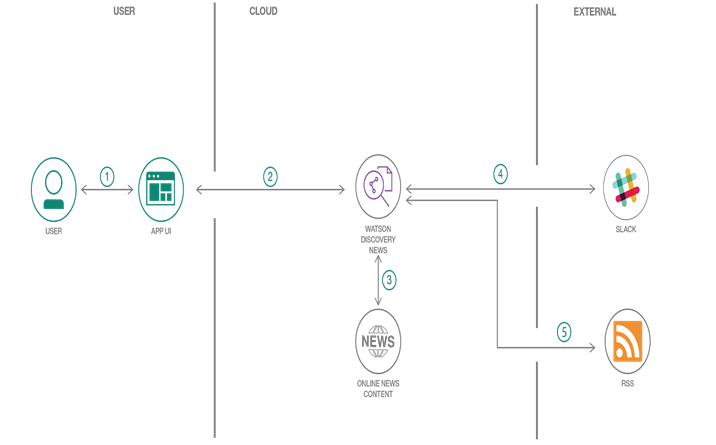 USER
CLOUD
EXTERNAL
1
2
4
USER
APP UI
WATSON
DISCOVERY
NEWS
SLACK
3
5
NEWS
ONLINE NEWS
CONTENT
RSS